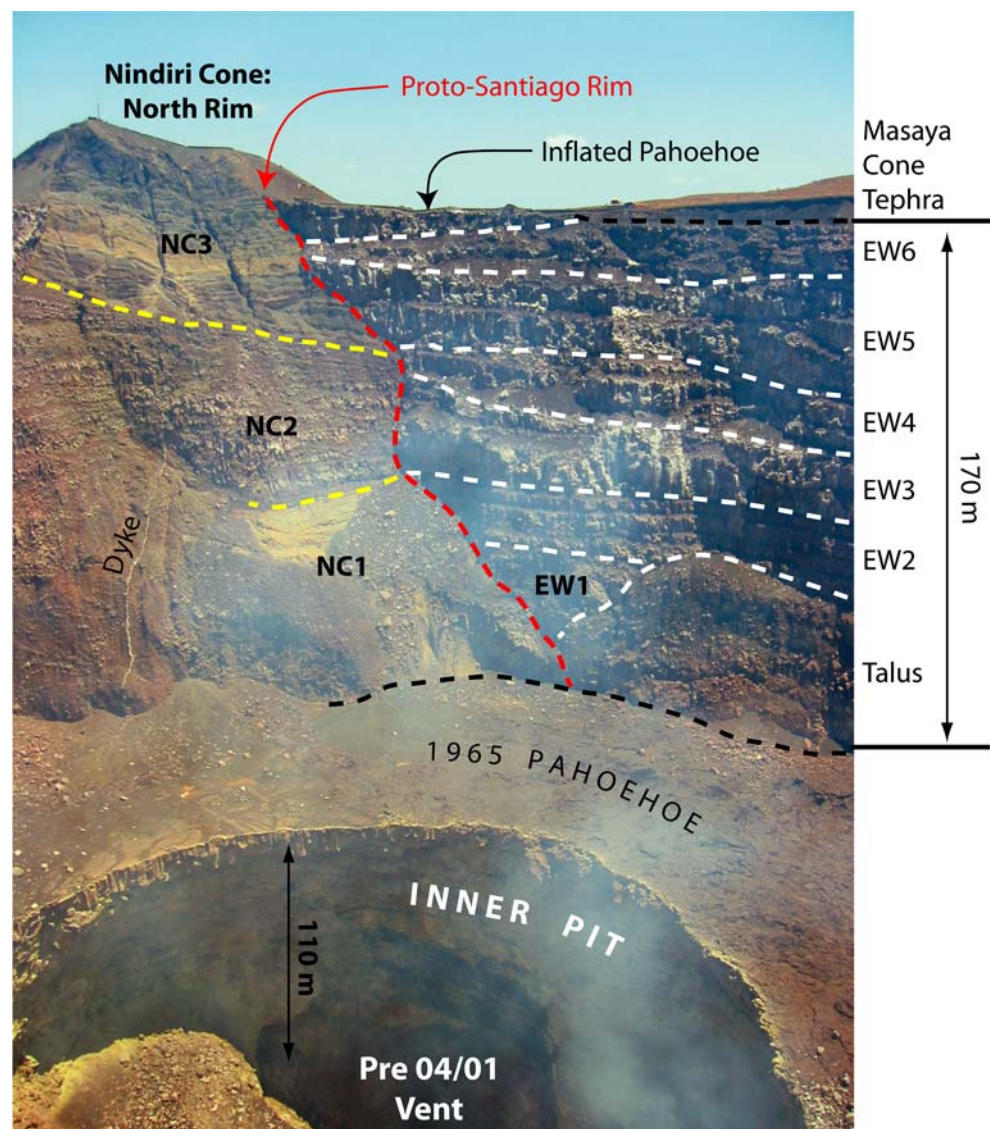 Nindiri Cone:
North Rim
Proto-Santiago Rim
Inflated Pahoehoe
Masaya
Cone
Tephra
NC3
EW6
EW5
NC2
EW4
EW3
170 m
Dyke
NC1
EW1
EW2
Talus
1965 PAHOEHOE
INNER PIT
110 m
Pre 04/01
Vent